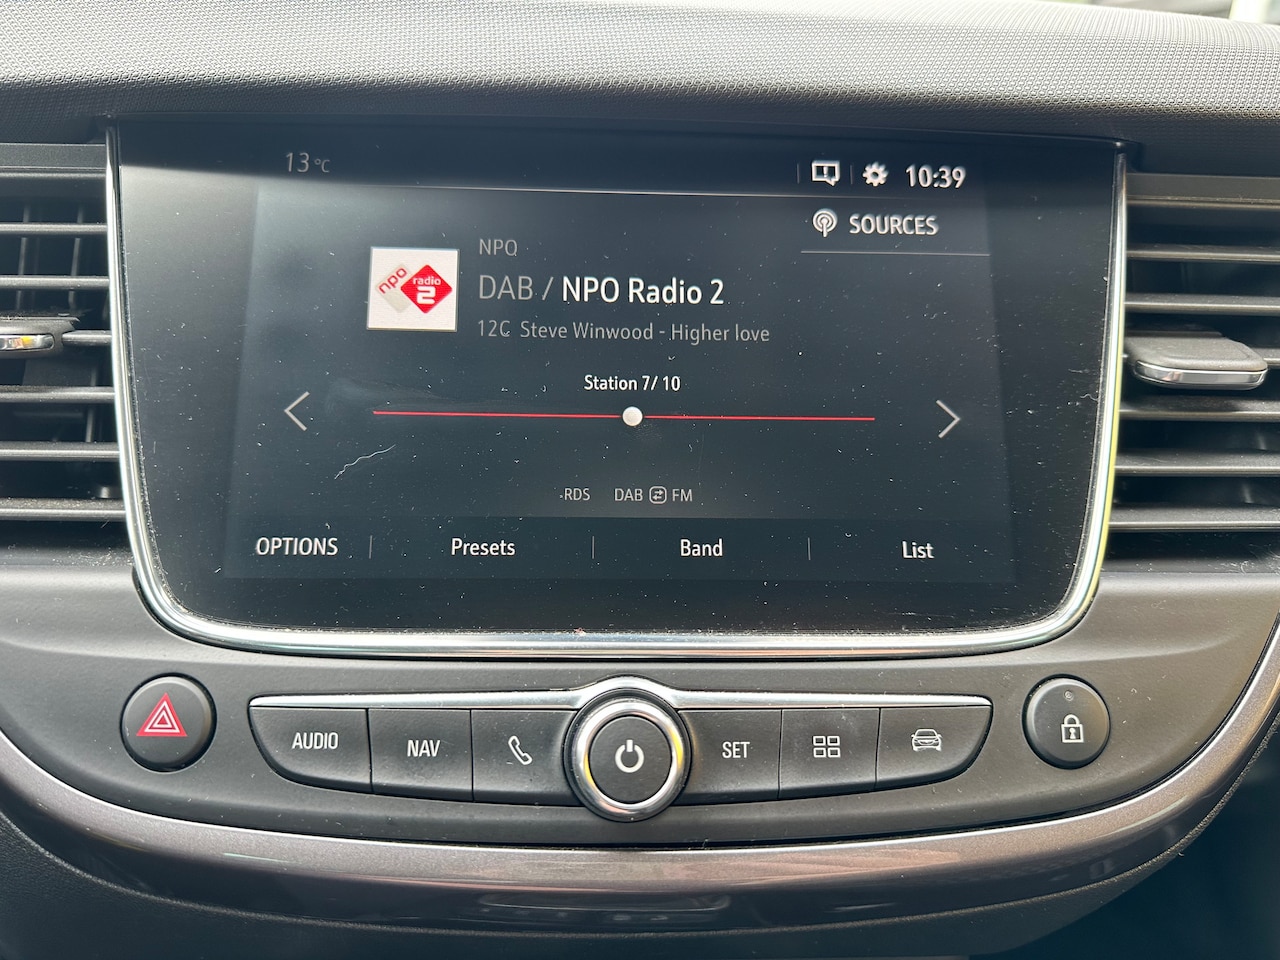 13°C
10:39
SOURCES
NPO
npo radio 2
DAB / NPO Radio 2
12C Steve Winwood - Higher love
Station 7/10
-RDS DAB FM
OPTIONS Presets Band List
AUDIO NAV SET